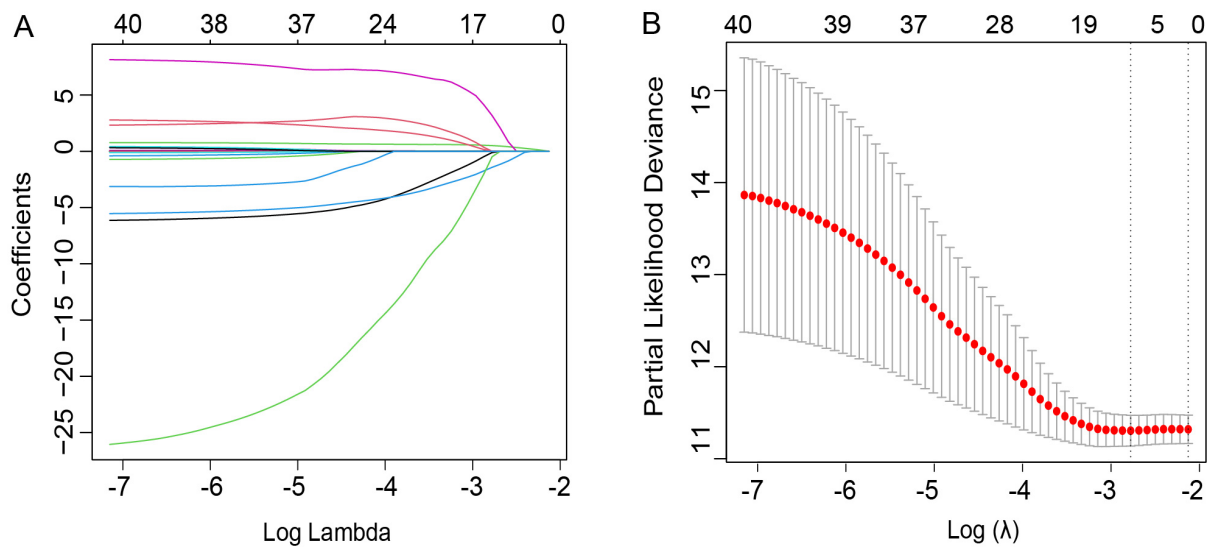 A
40 38 37 24 17 0
Coefficients
5
0
−5
−10
−15
−20
−25
-7 -6 -5 -4 -3 -2
Log Lambda
B
40 39 37 28 19 5 0
Partial Likelihood Deviance
15
14
13
12
11
-7 -6 -5 -4 -3 -2
Log (λ)